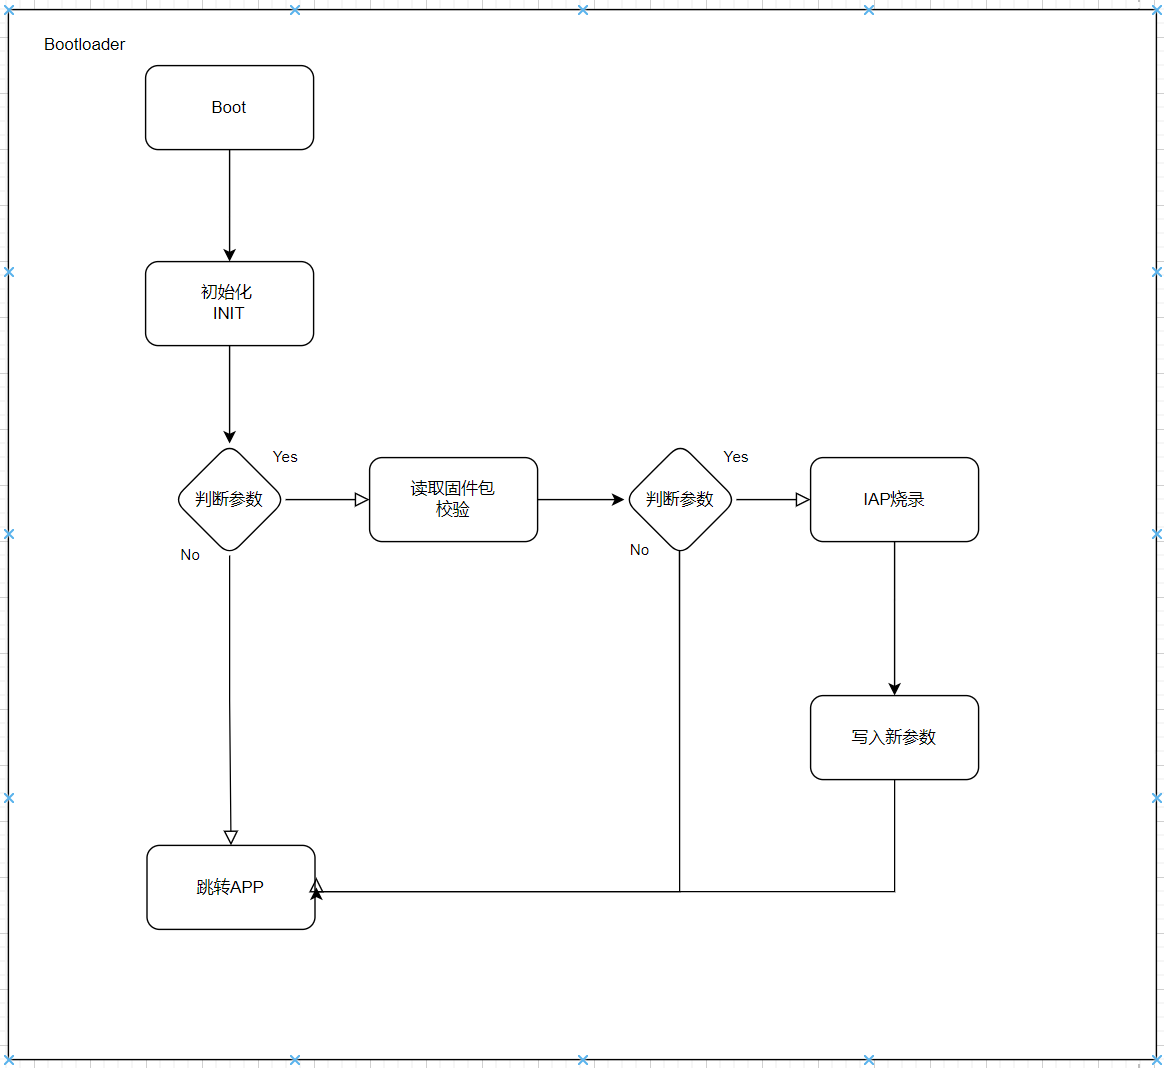 Bootloader
Boot
初始化
INIT
Yes
判断参数
No
读取固件包
校验
Yes
判断参数
No
IAP烧录
写入新参数
跳转APP